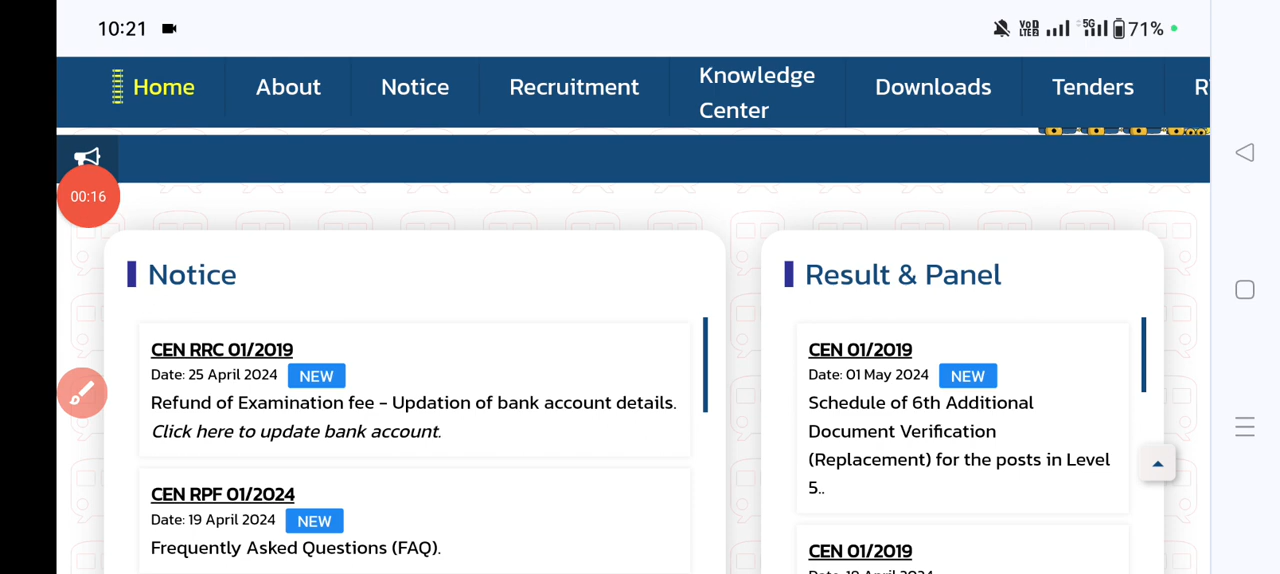 10:21
VoD LTE2 5G 71%
Home About Notice Recruitment Knowledge Center Downloads Tenders
00:16
Notice
CEN RRC 01/2019
Date: 25 April 2024 NEW
Refund of Examination fee - Updation of bank account details.
Click here to update bank account.
CEN RPF 01/2024
Date: 19 April 2024 NEW
Frequently Asked Questions (FAQ).
Result & Panel
CEN 01/2019
Date: 01 May 2024 NEW
Schedule of 6th Additional
Document Verification
(Replacement) for the posts in Level
5..
CEN 01/2019